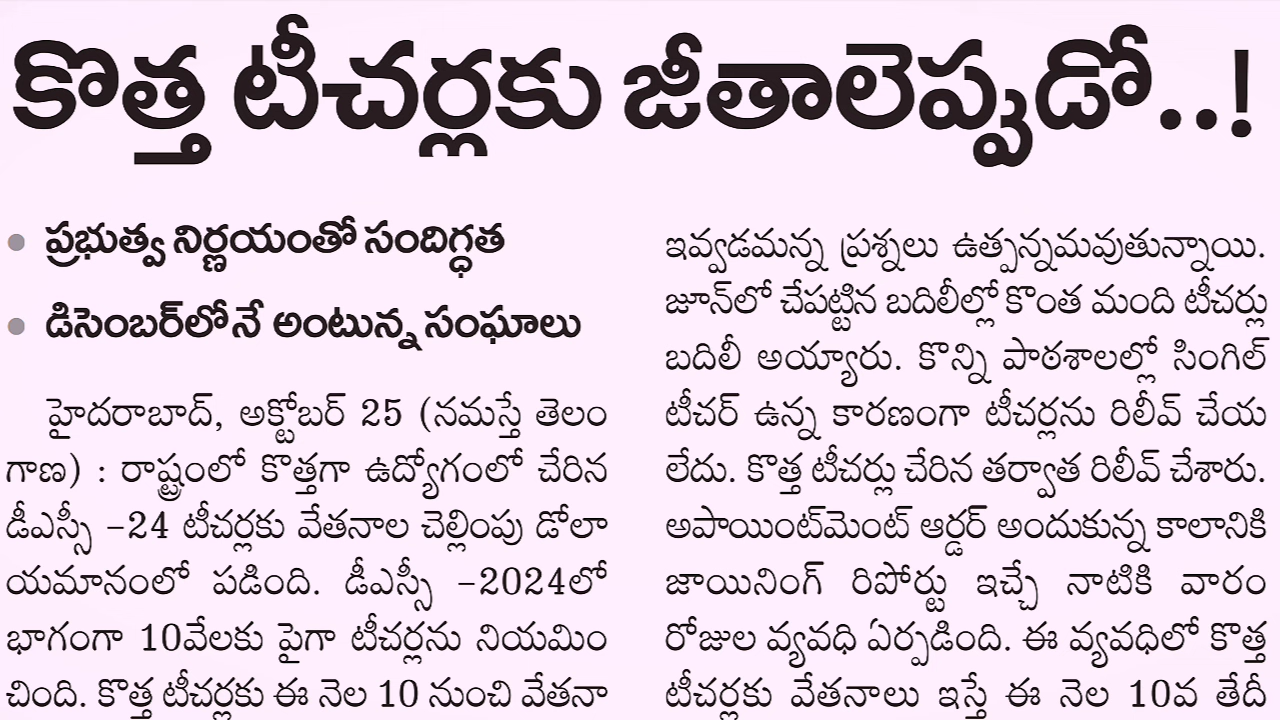 కొత్త టీచర్లకు జీతాలెప్పుడో..!
• ప్రభుత్వ నిర్ణయంతో సందిగ్ధత
• డిసెంబర్‌లోనే అంటున్న సంఘాలు
హైదరాబాద్, అక్టోబర్ 25 (నమస్తే తెలం
గాణ) : రాష్ట్రంలో కొత్తగా ఉద్యోగంలో చేరిన
డీఎస్సీ -24 టీచర్లకు వేతనాల చెల్లింపు డోలా
యమానంలో పడింది. డీఎస్సీ -2024లో
భాగంగా 10వేలకు పైగా టీచర్లను నియమిం
చింది. కొత్త టీచర్లకు ఈ నెల 10 నుంచి వేతనా
ఇవ్వడమన్న ప్రశ్నలు ఉత్పన్నమవుతున్నాయి.
జూన్‌లో చేపట్టిన బదిలీల్లో కొంత మంది టీచర్లు
బదిలీ అయ్యారు. కొన్ని పాఠశాలల్లో సింగిల్
టీచర్ ఉన్న కారణంగా టీచర్లను రిలీవ్ చేయ
లేదు. కొత్త టీచర్లు చేరిన తర్వాత రిలీవ్ చేశారు.
అపాయింట్‌మెంట్ ఆర్డర్ అందుకున్న కాలానికి
జాయినింగ్ రిపోర్టు ఇచ్చే నాటికి వారం
రోజుల వ్యవధి ఏర్పడింది. ఈ వ్యవధిలో కొత్త
టీచర్లకు వేతనాలు ఇస్తే ఈ నెల 10వ తేదీ